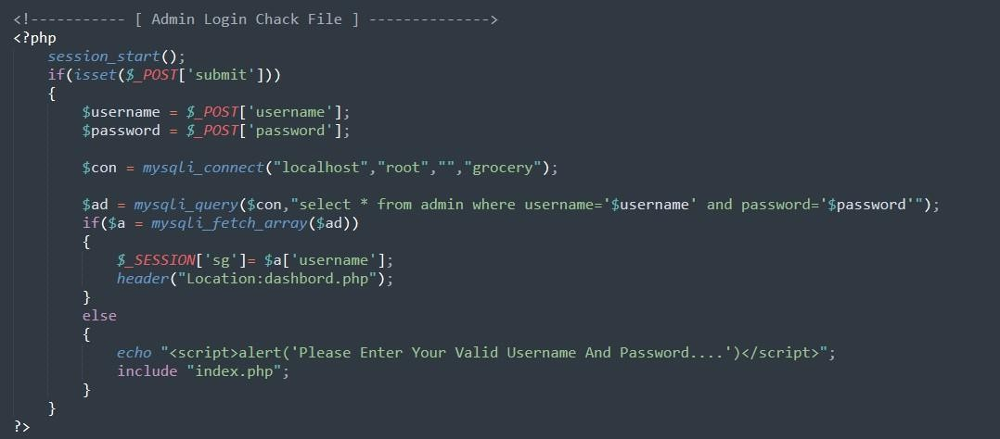 <!----------- [ Admin Login Chack File ] -------------->
<?php
session_start();
if(isset($_POST['submit']))
{
$username = $_POST['username'];
$password = $_POST['password'];
$con = mysqli_connect("localhost","root","","grocery");
$ad = mysqli_query($con,"select * from admin where username='$username' and password='$password'");
if($a = mysqli_fetch_array($ad))
{
$_SESSION['sg']= $a['username'];
header("Location:dashbord.php");
}
else
{
echo "<script>alert('Please Enter Your Valid Username And Password....')</script>";
include "index.php";
}
}
?>